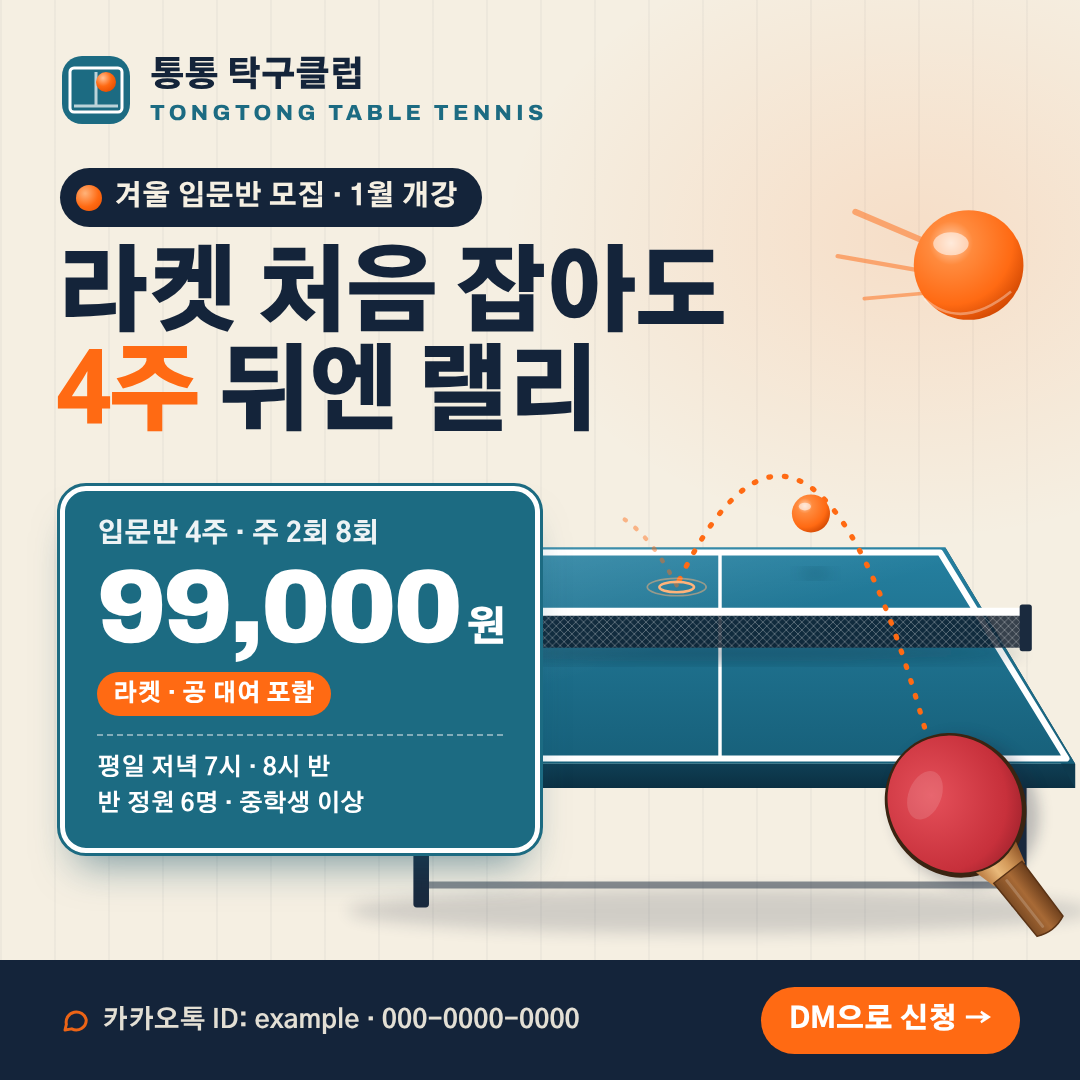 통통 탁구클럽
TONGTONG TABLE TENNIS
겨울 입문반 모집 · 1월 개강
라켓 처음 잡아도
4주 뒤엔 랠리
입문반 4주 · 주 2회 8회
99,000원
라켓 · 공 대여 포함
평일 저녁 7시 · 8시 반
반 정원 6명 · 중학생 이상
카카오톡 ID: example · 000-0000-0000
DM으로 신청 →